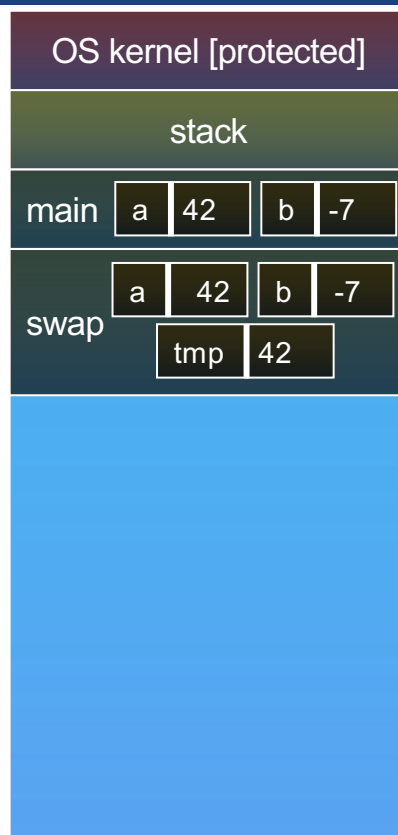 OS kernel [protected]
stack
main a 42 b -7
a 42 b -7
swap
tmp 42